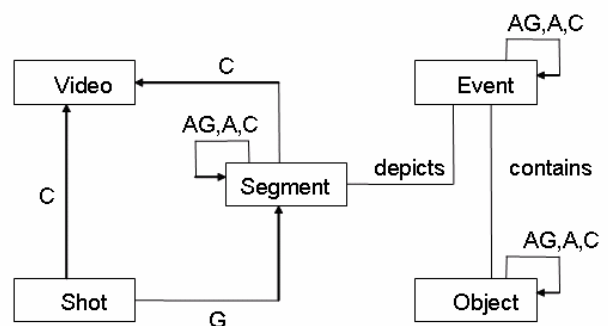 AG,A,C
C
Video
Event
AG,A,C
Segment
depicts
contains
C
AG,A,C
Shot
G
Object